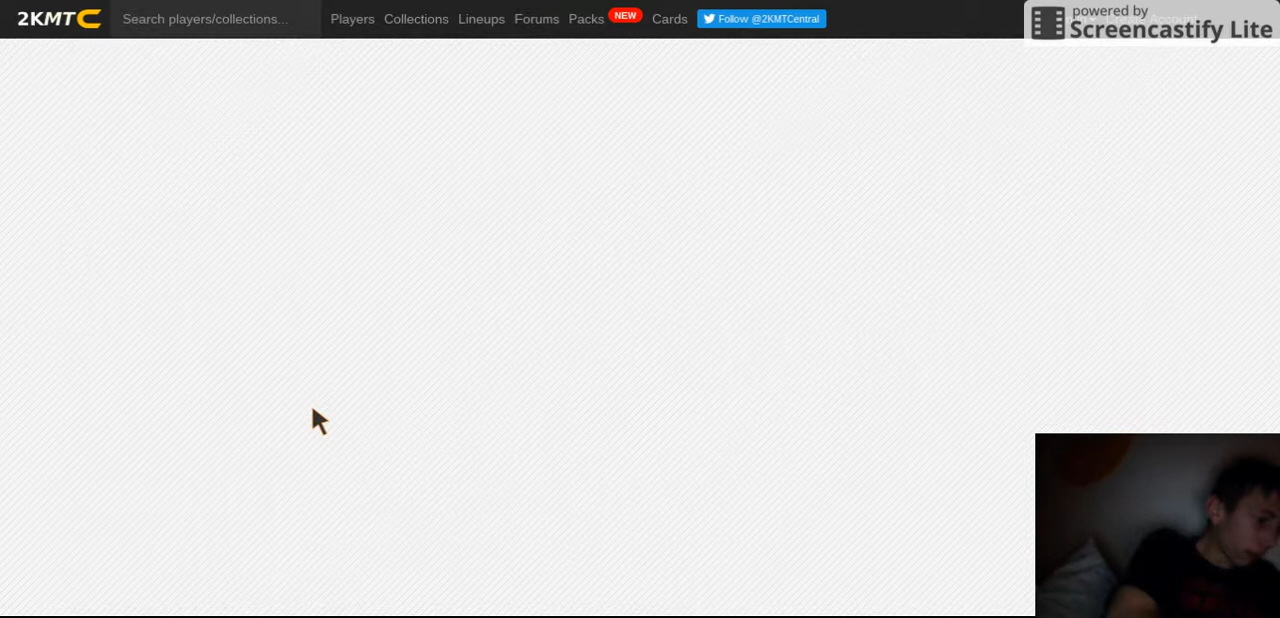 2KMTC Search players/collections... Players Collections Lineups Forums Packs NEW Cards Follow @2KMTCentral
powered by
Screencastify Lite